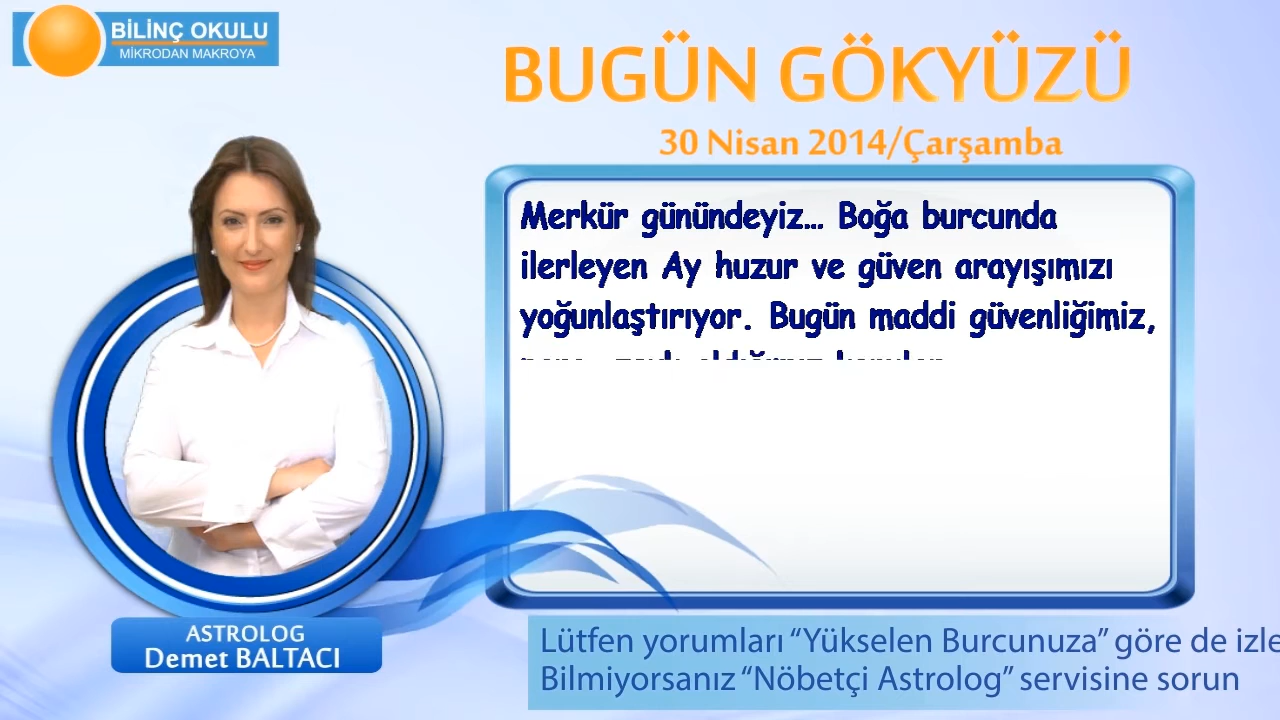 BİLİNÇ OKULU
MİKRODAN MAKROYA
BUGÜN GÖKYÜZÜ
30 Nisan 2014/Çarşamba
Merkür günündeyiz... Boğa burcunda
ilerleyen Ay huzur ve güven arayışımızı
yoğunlaştırıyor. Bugün maddi güvenliğimiz,
ASTROLOG
Demet BALTACI
Lütfen yorumları “Yükselen Burcunuza” göre de izle
Bilmiyorsanız “Nöbetçi Astrolog” servisine sorun